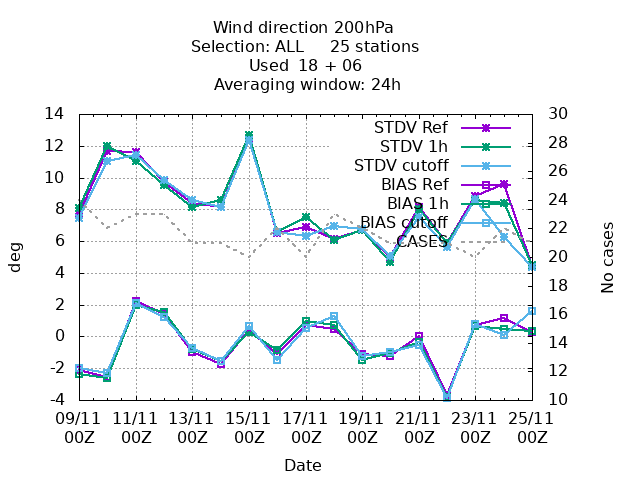 Wind direction 200hPa
Selection: ALL 25 stations
Used 18 + 06
Averaging window: 24h
14 30
12 28
10 26
8 24
6 22
4 20
2 18
0 16
-2 14
-4 12
10
deg
No cases
STDV Ref
STDV 1h
STDV cutoff
BIAS Ref
BIAS 1h
BIAS cutoff
CASES
09/11 11/11 13/11 15/11 17/11 19/11 21/11 23/11 25/11
00Z 00Z 00Z 00Z 00Z 00Z 00Z 00Z 00Z
Date